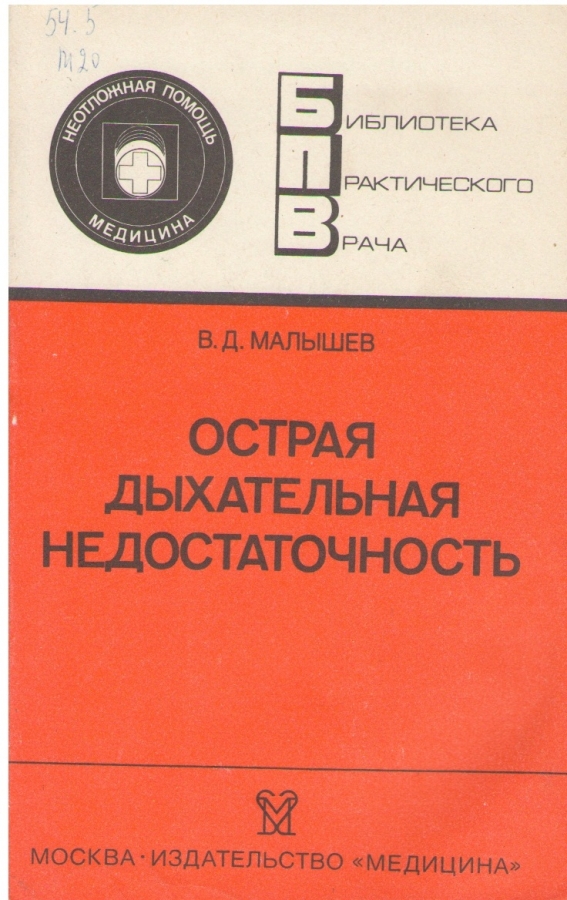 54.5
М20
НЕОТЛОЖНАЯ ПОМОЩЬ
МЕДИЦИНА
БИБЛИОТЕКА
ПРАКТИЧЕСКОГО
ВРАЧА
В. Д. МАЛЫШЕВ
ОСТРАЯ
ДЫХАТЕЛЬНАЯ
НЕДОСТАТОЧНОСТЬ
МОСКВА · ИЗДАТЕЛЬСТВО «МЕДИЦИНА»